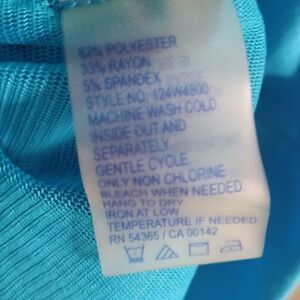 62% POLYESTER
33% RAYON
5% SPANDEX
STYLE NO: 124W4800
MACHINE WASH COLD,
INSIDE OUT AND
SEPARATELY.
GENTLE CYCLE
ONLY NON CHLORINE
BLEACH WHEN NEEDED.
HANG TO DRY
IRON AT LOW
TEMPERATURE IF NEEDED
RN 54365 / CA 00142